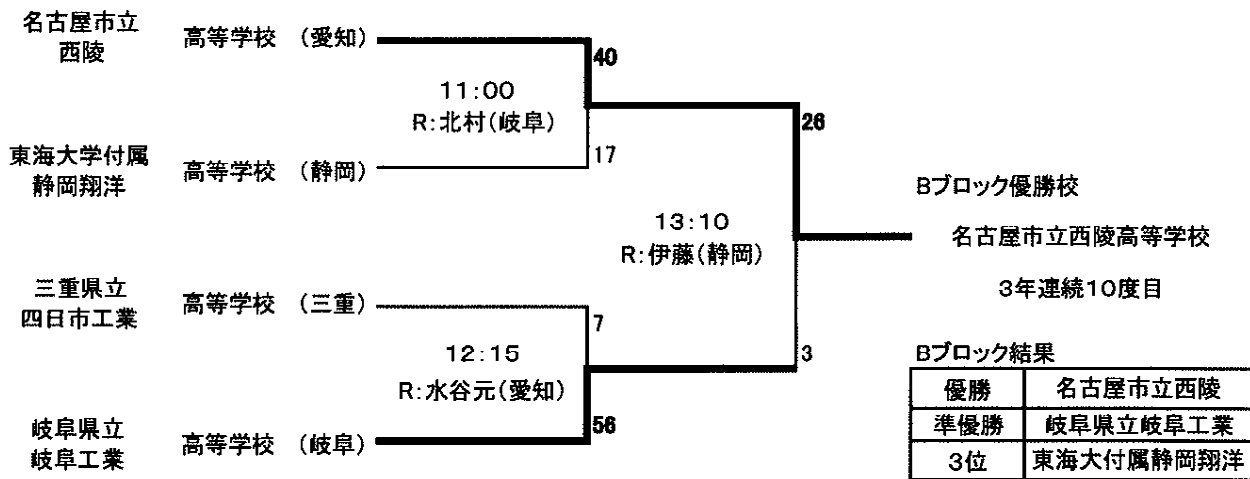 名古屋市立
西陵
高等学校 (愛知)
40
11:00
R:北村(岐阜)
17
東海大学付属
静岡翔洋
高等学校 (静岡)
26
13:10
R:伊藤(静岡)
3
三重県立
四日市工業
高等学校 (三重)
7
12:15
R:水谷元(愛知)
56
岐阜県立
岐阜工業
高等学校 (岐阜)
Bブロック優勝校
名古屋市立西陵高等学校
3年連続10度目
Bブロック結果
優勝 名古屋市立西陵
準優勝 岐阜県立岐阜工業
3位 東海大付属静岡翔洋